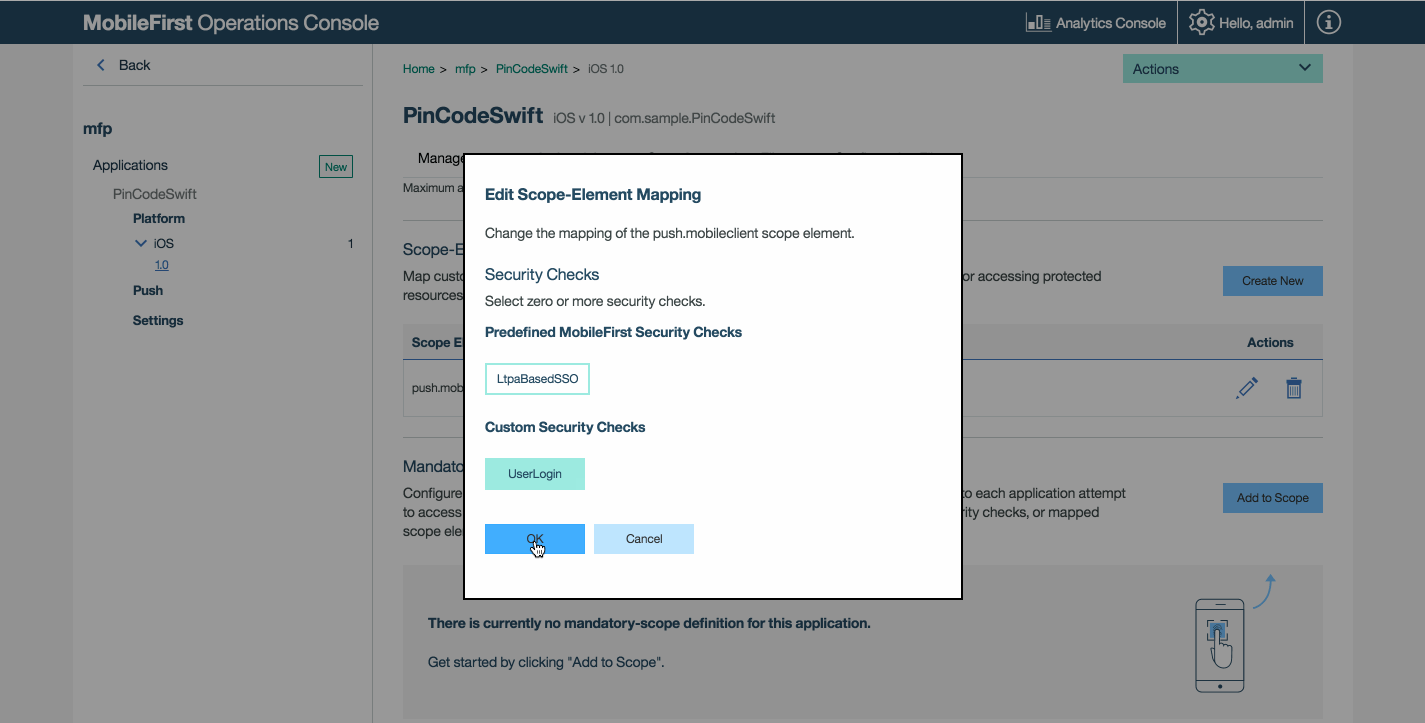 MobileFirst Operations Console
Analytics Console
Hello, admin
Back
Home > mfp > PinCodeSwift > iOS 1.0
Actions
mfp
PinCodeSwift iOS v 1.0 | com.sample.PinCodeSwift
Applications
New
Manage
PinCodeSwift
Maximum a
Platform
iOS
1
1.0
Push
Settings
Edit Scope-Element Mapping
Change the mapping of the push.mobileclient scope element.
Security Checks
Select zero or more security checks.
Predefined MobileFirst Security Checks
LtpaBasedSSO
Custom Security Checks
UserLogin
OK
Cancel
Scope-E
Map custo
or accessing protected
resources
Create New
Scope El
Actions
push.mob
Mandato
Configure
to each application attempt
to access
rity checks, or mapped
scope ele
Add to Scope
There is currently no mandatory-scope definition for this application.
Get started by clicking "Add to Scope".